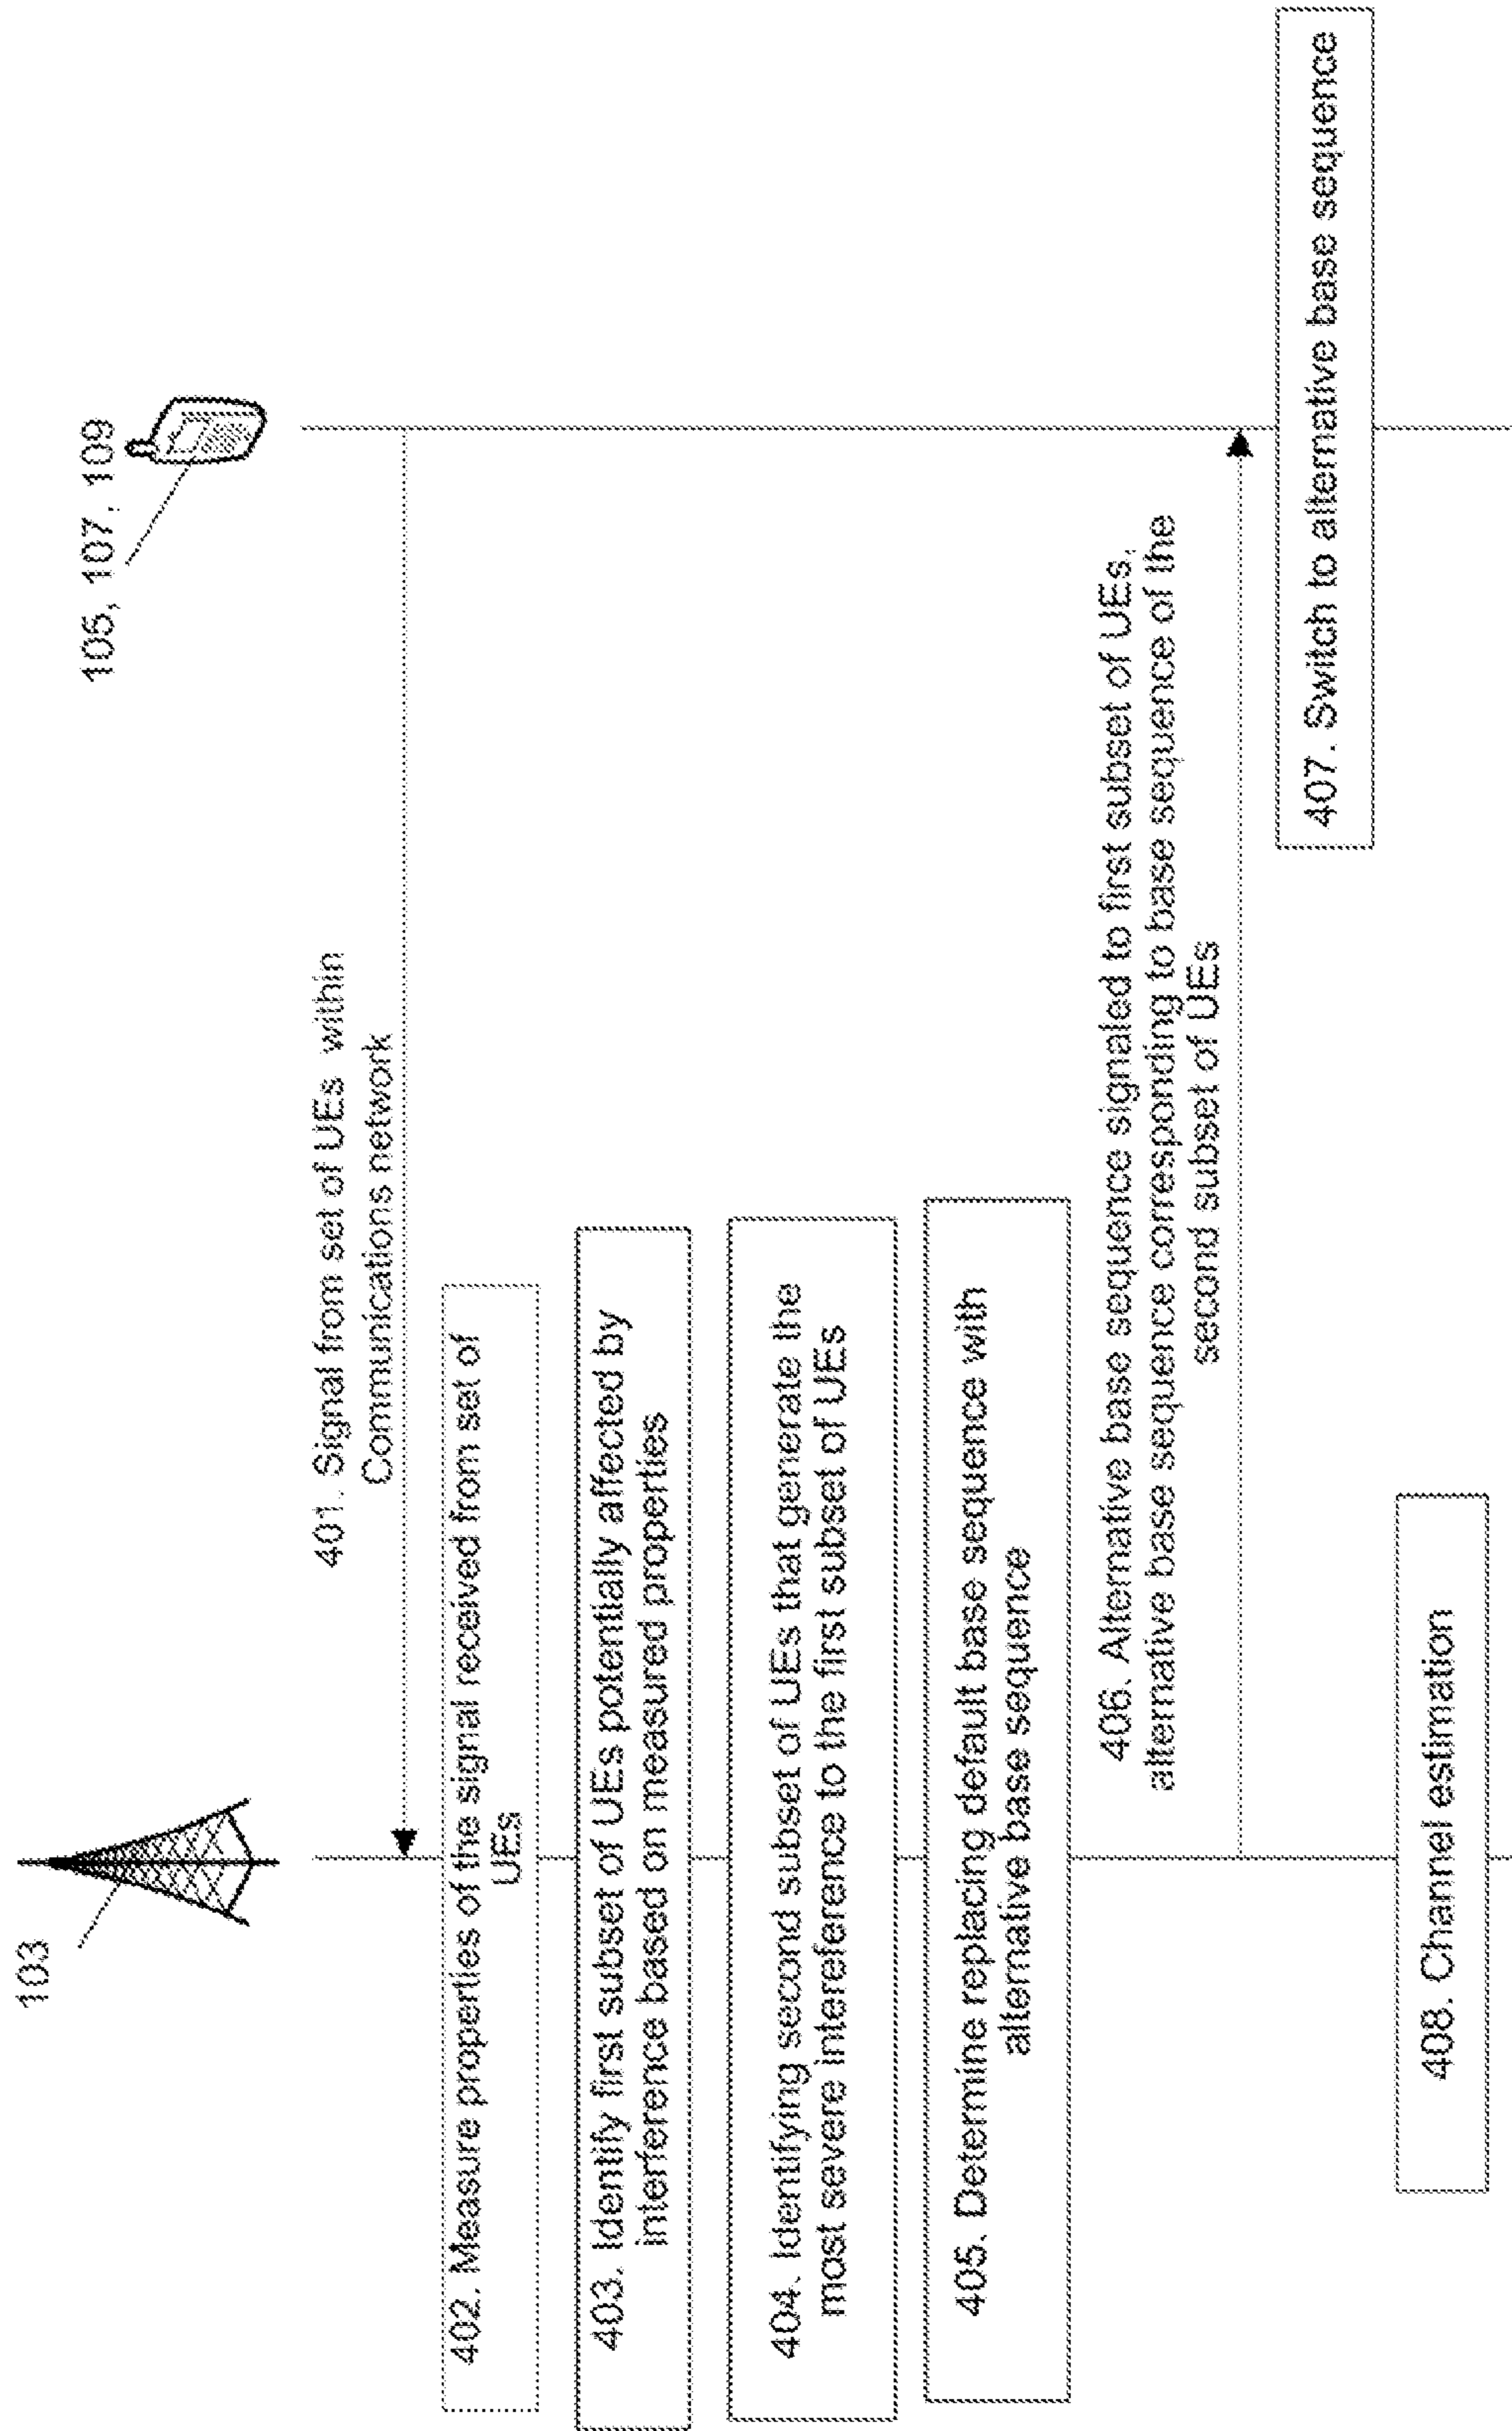 103
105, 107, 109
401. Signal from set of UEs within
Communications network
402. Measure properties of the signal received from set of
UEs
403. Identify first subset of UEs potentially affected by
interference based on measured properties
404. Identifying second subset of UEs that generate the
most severe intereference to the first subset of UEs
405. Determine replacing default base sequence with
alternative base sequence
406. Alternative base sequence signaled to first subset of UEs,
alternative base sequence corresponding to base sequence of the
second subset of UEs
407. Switch to alternative base sequence
408. Channel estimation